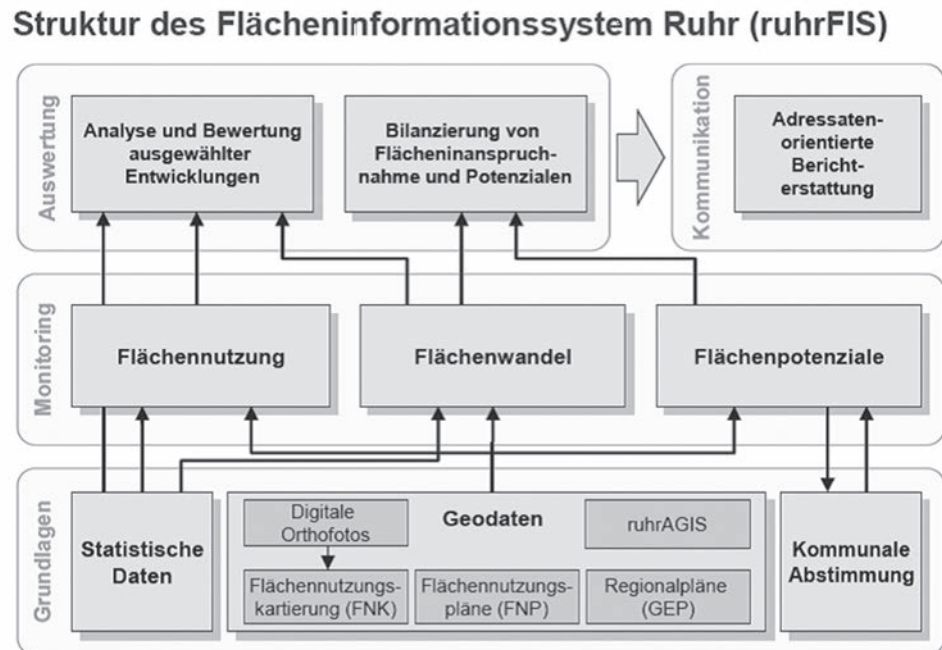 Struktur des Flächeninformationssystem Ruhr (ruhrFIS)
Auswertung
Analyse und Bewertung
ausgewählter
Entwicklungen
Bilanzierung von
Flächeninanspruch-
nahme und Potenzialen
Kommunikation
Adressaten-
orientierte
Bericht-
erstattung
Monitoring
Flächennutzung
Flächenwandel
Flächenpotenziale
Grundlagen
Statistische
Daten
Geodaten
Digitale
Orthofotos
ruhrAGIS
Flächennutzungs-
kartierung (FNK)
Flächennutzungs-
pläne (FNP)
Regionalpläne
(GEP)
Kommunale
Abstimmung